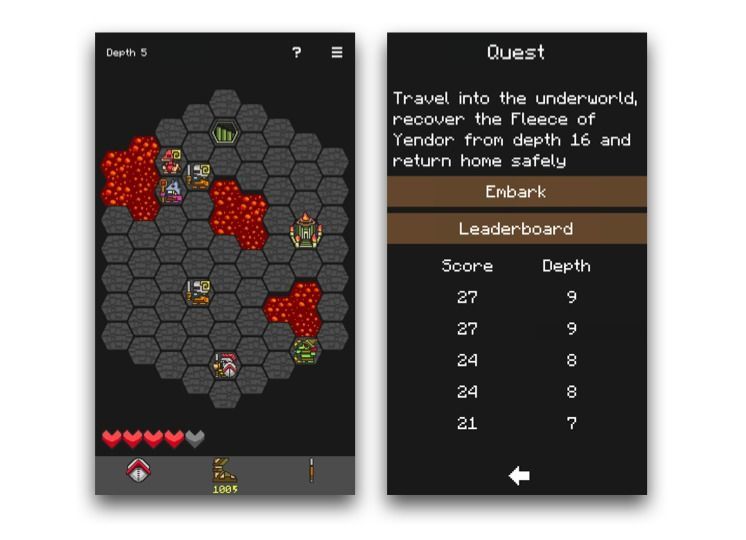 Depth 5
?
100%
Quest
Travel into the underworld,
recover the Fleece of
Yendor from depth 16 and
return home safely
Embark
Leaderboard
Score Depth
27 9
27 9
24 8
24 8
21 7